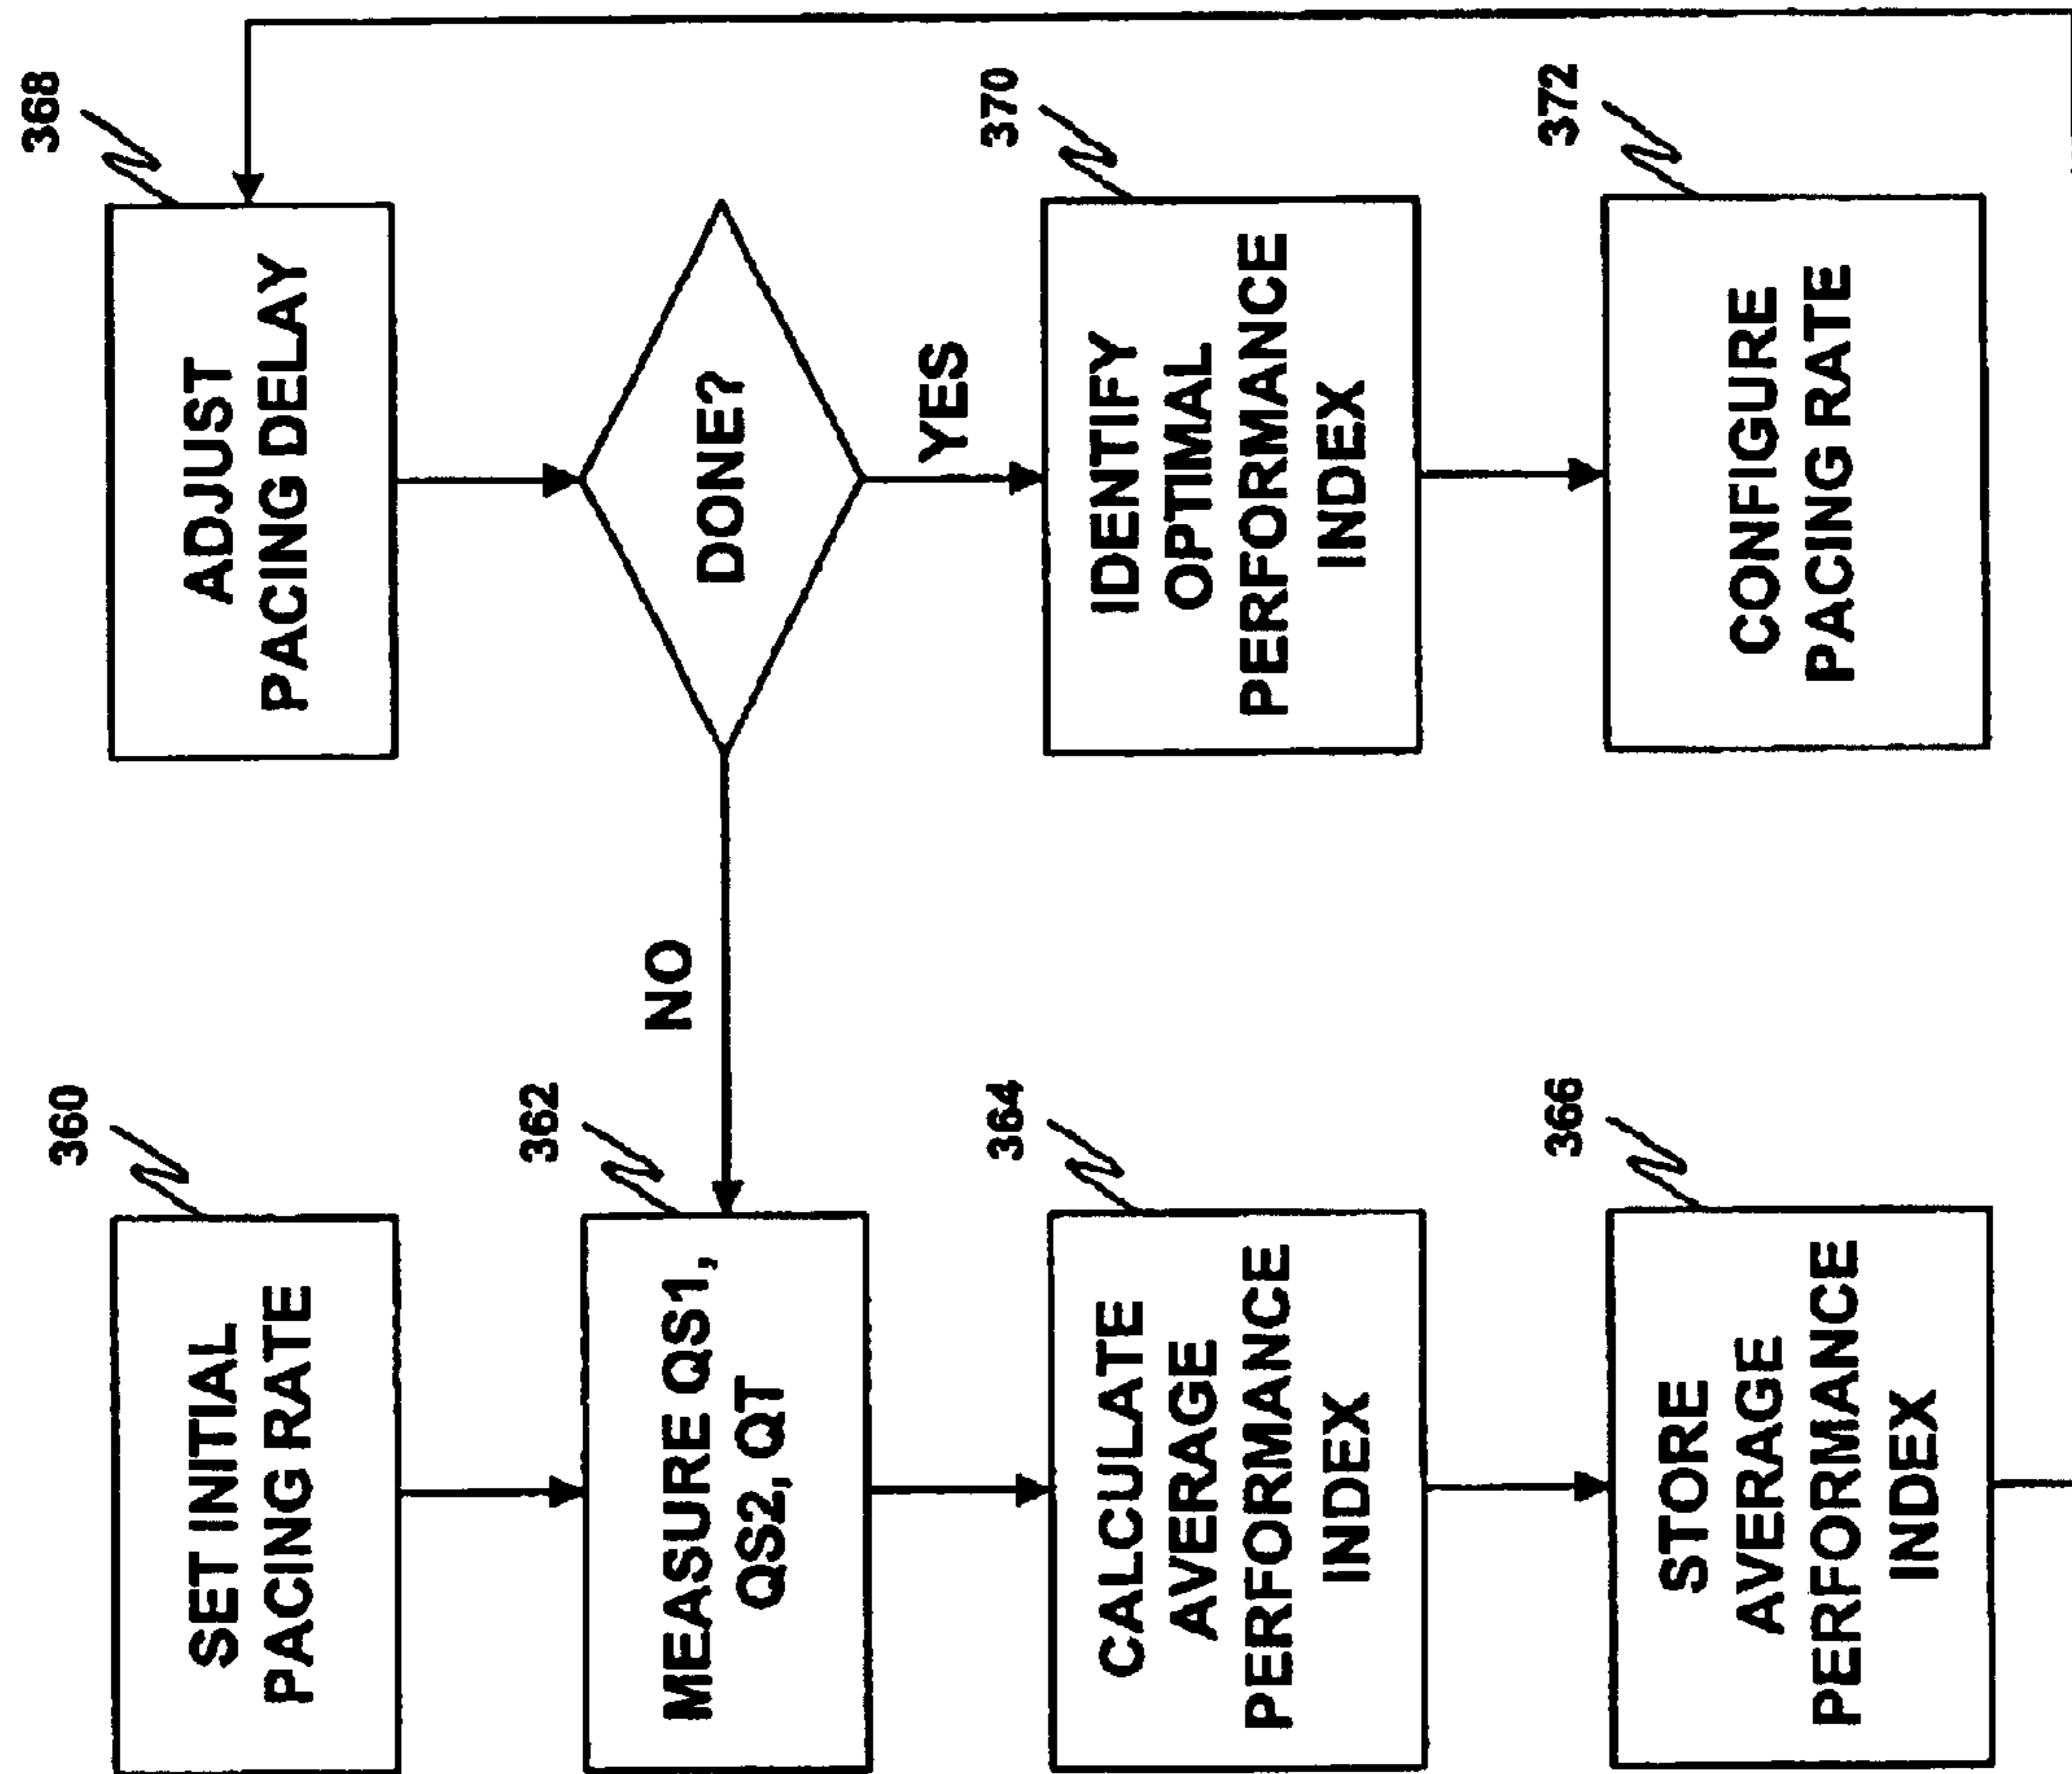 360
SET INITIAL
PACING RATE
362
MEASURE QS1,
QS2, QT
364
CALCULATE
AVERAGE
PERFORMANCE
INDEX
366
STORE
AVERAGE
PERFORMANCE
INDEX
368
ADJUST
PACING DELAY
DONE?
NO
YES
370
IDENTIFY
OPTIMAL
PERFORMANCE
INDEX
372
CONFIGURE
PACING RATE